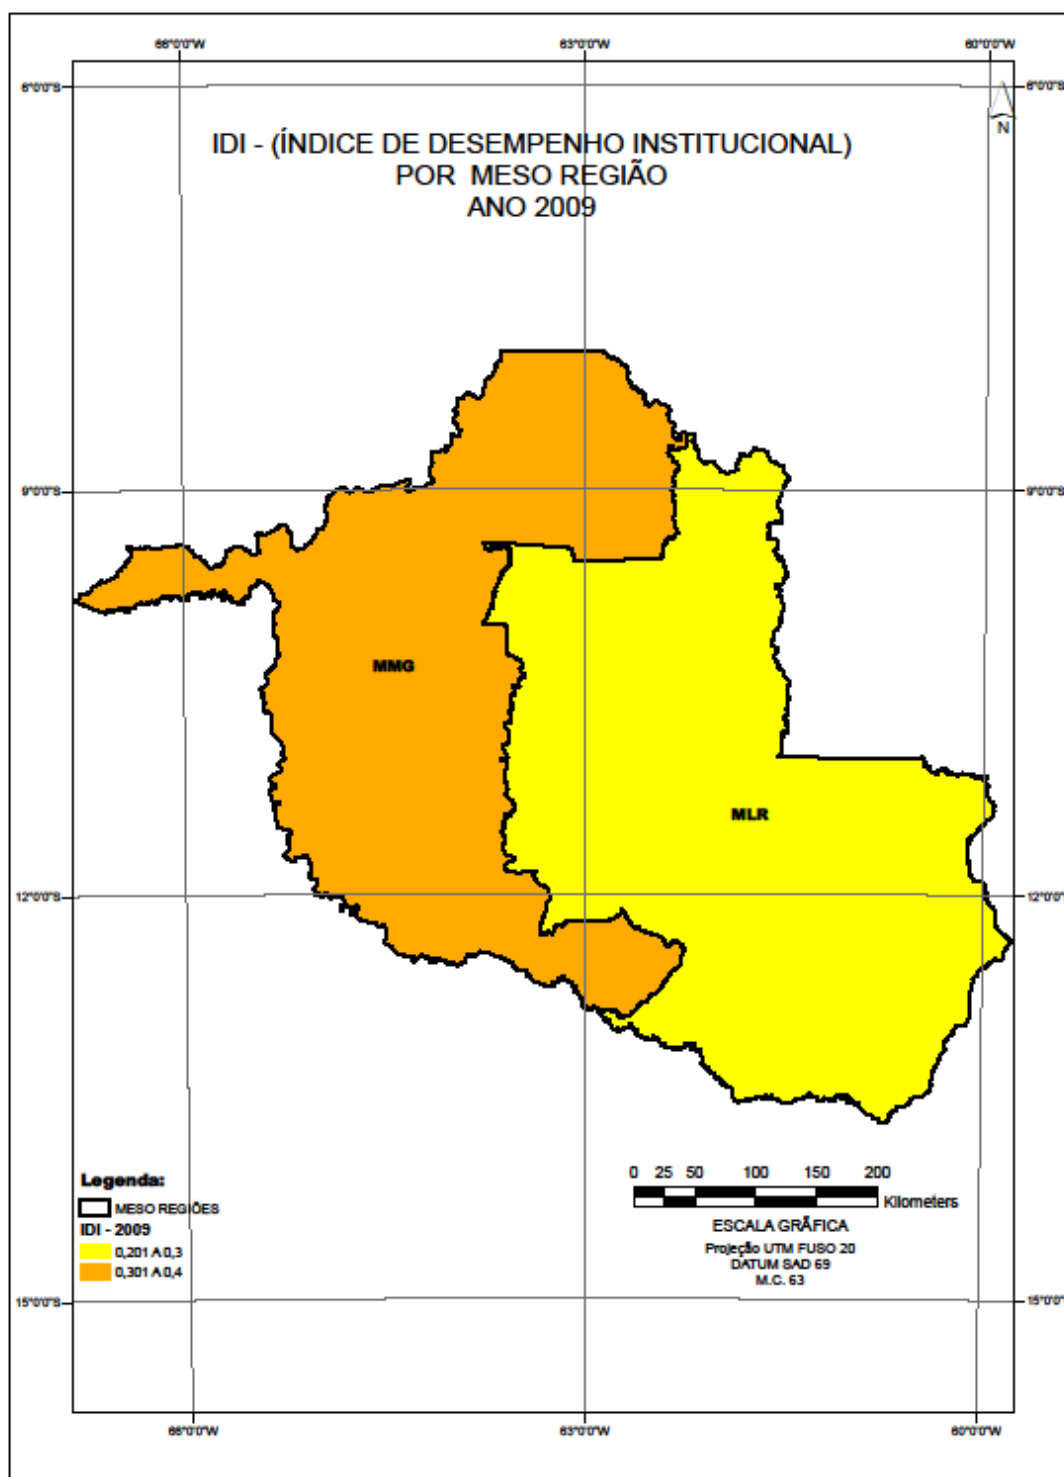 66°0'0"W 63°0'0"W 60°0'0"W
6°0'0"S 6°0'0"S
N
IDI - (ÍNDICE DE DESEMPENHO INSTITUCIONAL)
POR MESO REGIÃO
ANO 2009
9°0'0"S 9°0'0"S
MMG
MLR
12°0'0"S 12°0'0"S
Legenda:
MESO REGIÕES
IDI - 2009
0,201 A 0,3
0,301 A 0,4
0 25 50 100 150 200
Kilometers
ESCALA GRÃFICA
Projeção UTM FUSO 20
DATUM SAD 69
M.C. 63
15°0'0"S 15°0'0"S
66°0'0"W 63°0'0"W 60°0'0"W